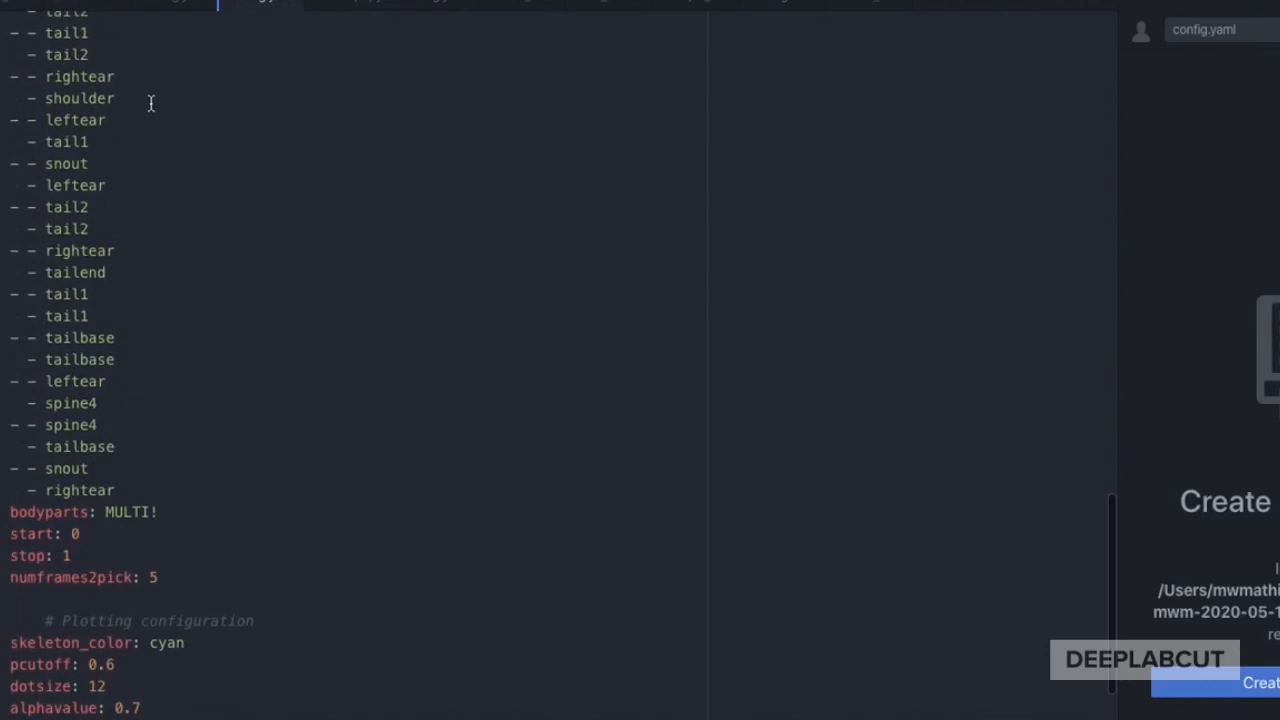 - tail2
- - tail1
- tail2
- - rightear
- shoulder
- - leftear
- tail1
- - snout
- leftear
- - tail2
- tail2
- - rightear
- tailend
- - tail1
- tail1
- - tailbase
- tailbase
- - leftear
- spine4
- - spine4
- tailbase
- - snout
- rightear
bodyparts: MULTI!
start: 0
stop: 1
numframes2pick: 5
# Plotting configuration
skeleton_color: cyan
pcutoff: 0.6
dotsize: 12
alphavalue: 0.7
config.yaml
Create
/Users/mwmathi
mwm-2020-05-1
re
DEEPLABCUT
Creat